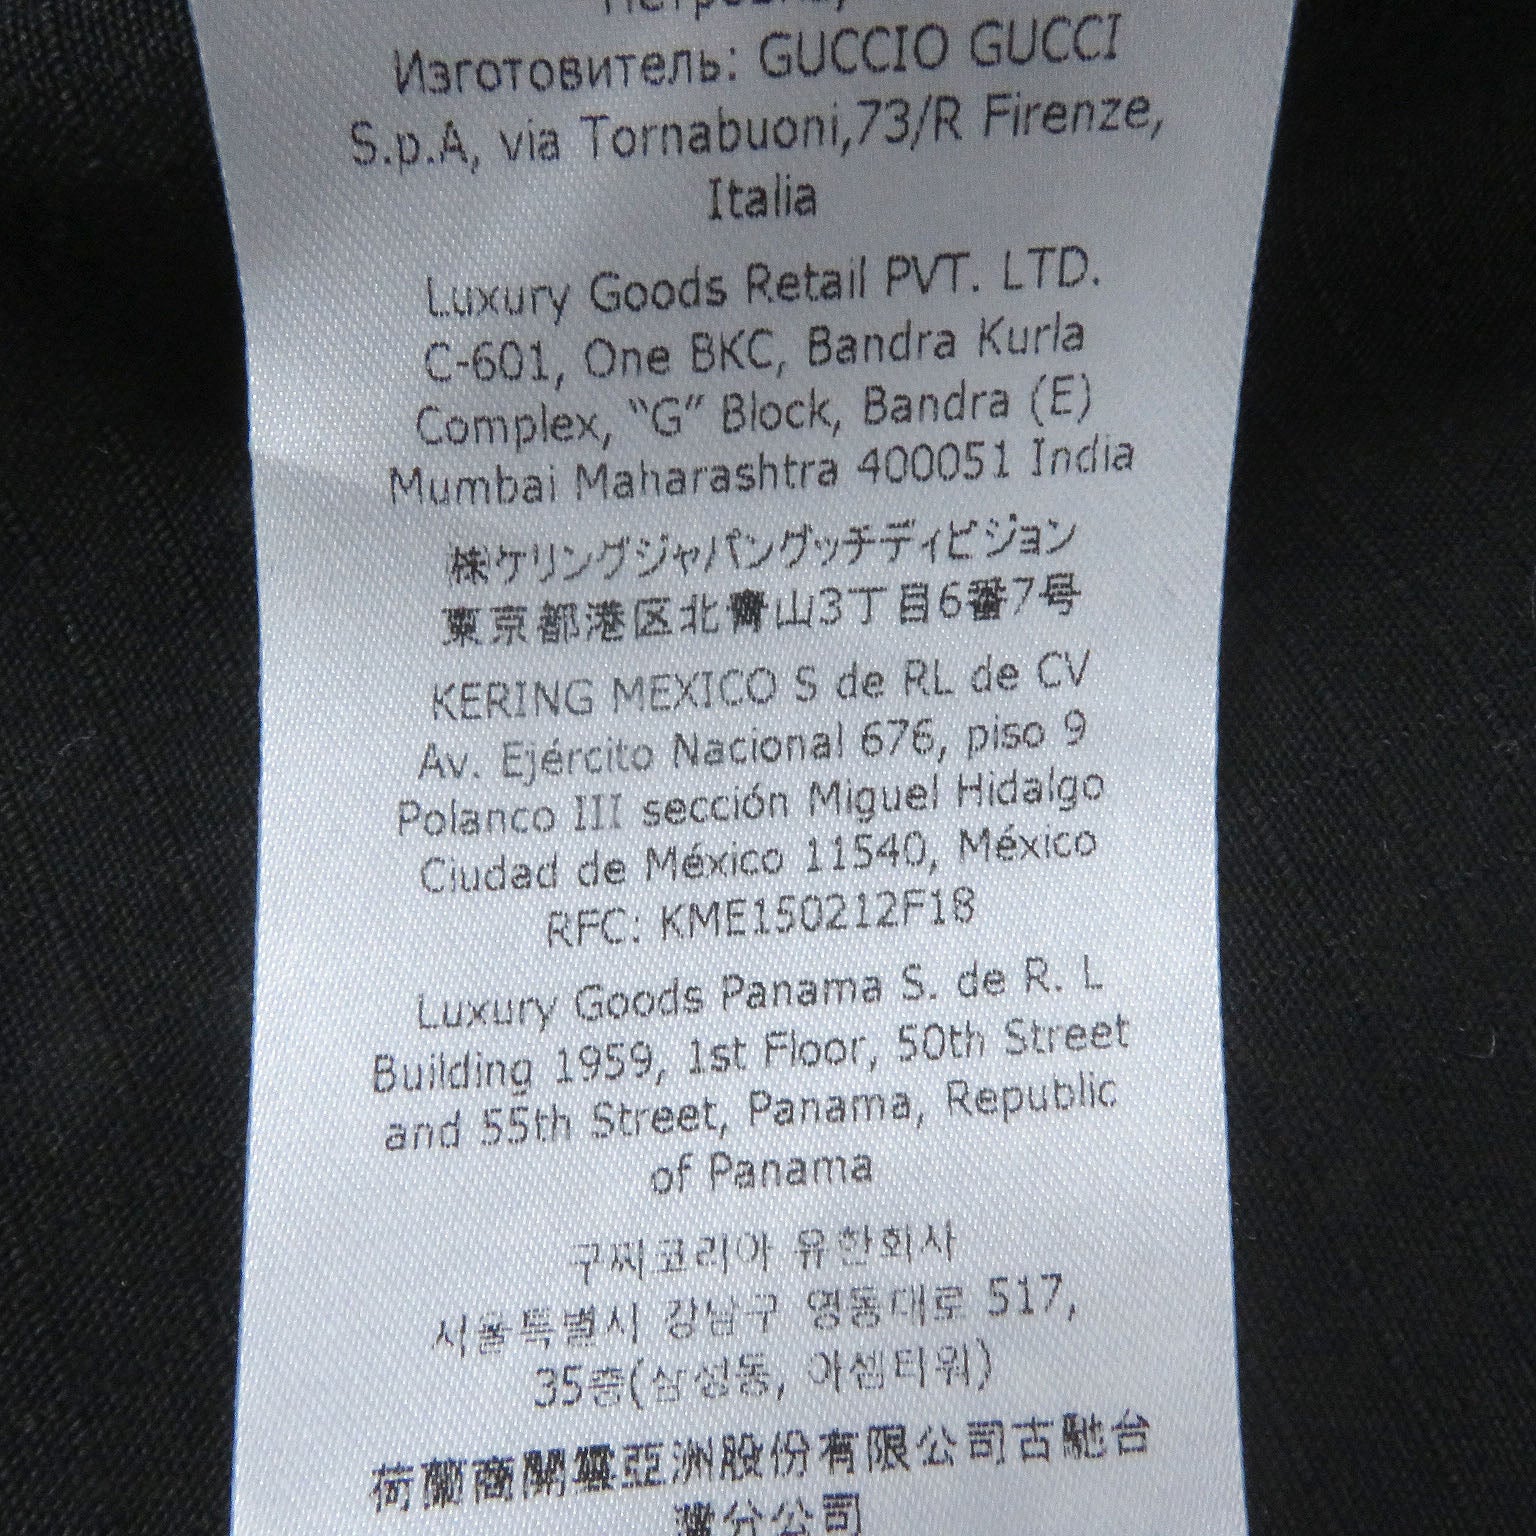 Изготовитель: GUCCIO GUCCI
S.p.A, via Tornabuoni,73/R Firenze,
Italia
Luxury Goods Retail PVT. LTD.
C-601, One BKC, Bandra Kurla
Complex, “G” Block, Bandra (E)
Mumbai Maharashtra 400051 India
㈱ケリングジャパングッチディビジョン
東京都港区北青山3丁目6番7号
KERING MEXICO S de RL de CV
Av. Ejército Nacional 676, piso 9
Polanco III sección Miguel Hidalgo
Ciudad de México 11540, México
RFC: KME150212F18
Luxury Goods Panama S. de R. L
Building 1959, 1st Floor, 50th Street
and 55th Street, Panama, Republic
of Panama
구찌코리아 유한회사
서울특별시 강남구 영동대로 517,
35층(삼성동, 아셈타워)
荷蘭商開雲亞洲股份有限公司古馳台
灣分公司